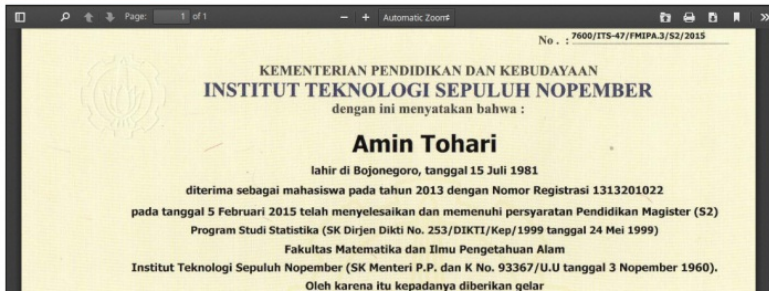 Page: 1 of 1 Automatic Zoom
No. : 7600/ITS-47/FMIPA.3/S2/2015
KEMENTERIAN PENDIDIKAN DAN KEBUDAYAAN
INSTITUT TEKNOLOGI SEPULUH NOPEMBER
dengan ini menyatakan bahwa :
Amin Tohari
lahir di Bojonegoro, tanggal 15 Juli 1981
diterima sebagai mahasiswa pada tahun 2013 dengan Nomor Registrasi 1313201022
pada tanggal 5 Februari 2015 telah menyelesaikan dan memenuhi persyaratan Pendidikan Magister (S2)
Program Studi Statistika (SK Dirjen Dikti No. 253/DIKTI/Kep/1999 tanggal 24 Mei 1999)
Fakultas Matematika dan Ilmu Pengetahuan Alam
Institut Teknologi Sepuluh Nopember (SK Menteri P.P. dan K No. 93367/U.U tanggal 3 Nopember 1960).
Oleh karena itu kepadanya diberikan gelar